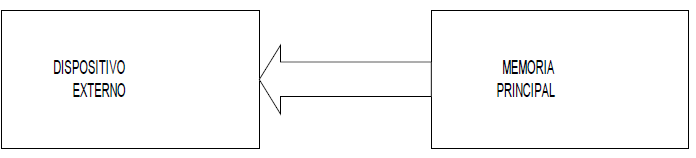 DISPOSITIVO
EXTERNO
MEMORIA
PRINCIPAL